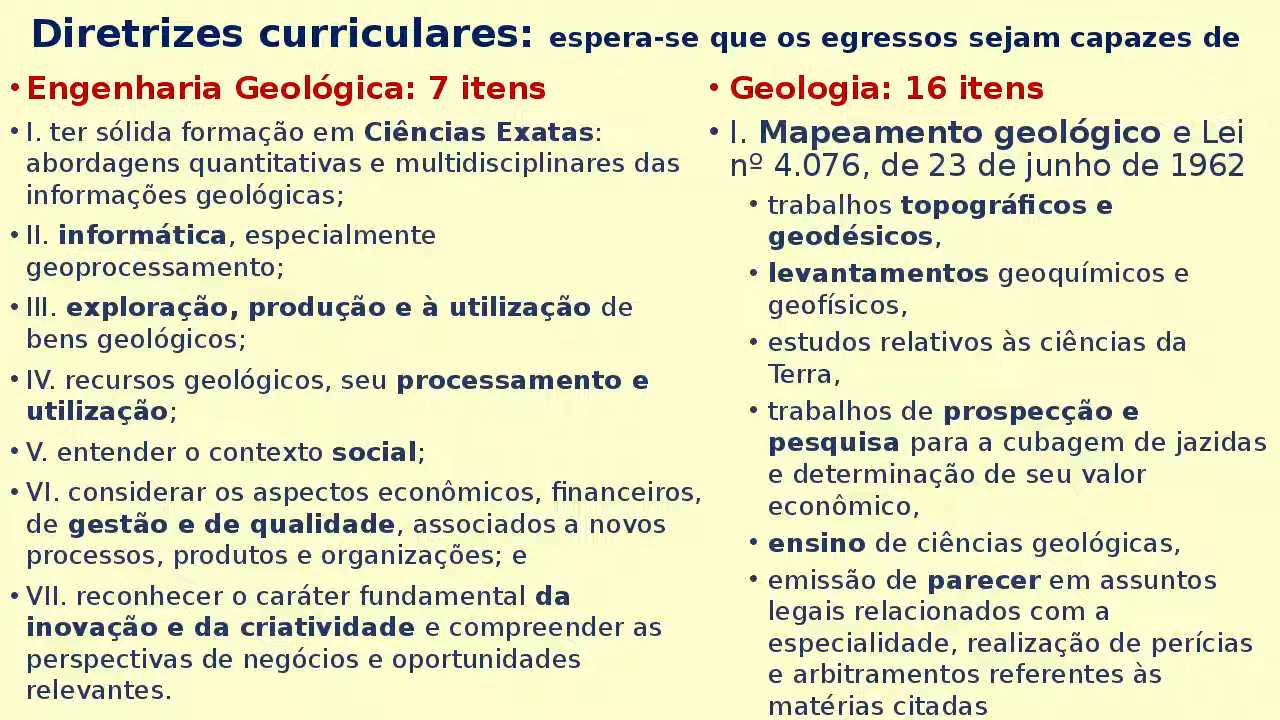 Diretrizes curriculares: espera-se que os egressos sejam capazes de
• Engenharia Geológica: 7 itens
• I. ter sólida formação em Ciências Exatas:
abordagens quantitativas e multidisciplinares das
informações geológicas;
• II. informática, especialmente
geoprocessamento;
• III. exploração, produção e à utilização de
bens geológicos;
• IV. recursos geológicos, seu processamento e
utilização;
• V. entender o contexto social;
• VI. considerar os aspectos econômicos, financeiros,
de gestão e de qualidade, associados a novos
processos, produtos e organizações; e
• VII. reconhecer o caráter fundamental da
inovação e da criatividade e compreender as
perspectivas de negócios e oportunidades
relevantes.
• Geologia: 16 itens
• I. Mapeamento geológico e Lei
nº 4.076, de 23 de junho de 1962
• trabalhos topográficos e
geodésicos,
• levantamentos geoquímicos e
geofísicos,
• estudos relativos às ciências da
Terra,
• trabalhos de prospecção e
pesquisa para a cubagem de jazidas
e determinação de seu valor
econômico,
• ensino de ciências geológicas,
• emissão de parecer em assuntos
legais relacionados com a
especialidade, realização de perícias
e arbitramentos referentes às
matérias citadas